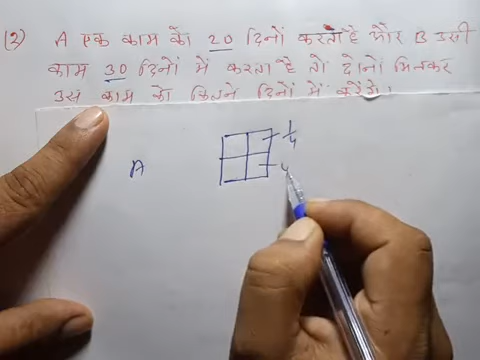 (2) A एक काम को 20 दिनों करता है और B उसी
काम 30 दिनों में करता है तो दोनों मिलकर
उस काम को कितने दिनों में करेंगे।
A
1/4